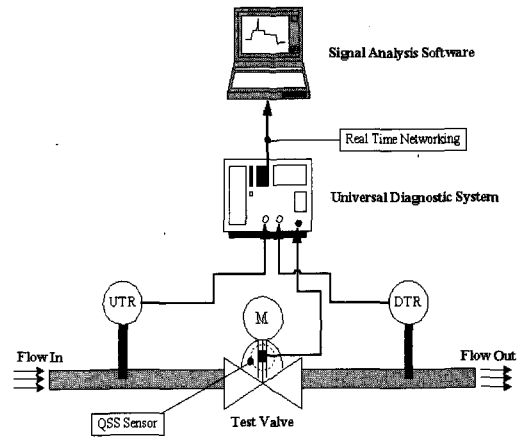 Signal Analysis Software
Real Time Networking
Universal Diagnostic System
UTR
DTR
M
Flow In
Flow Out
QSS Sensor
Test Valve